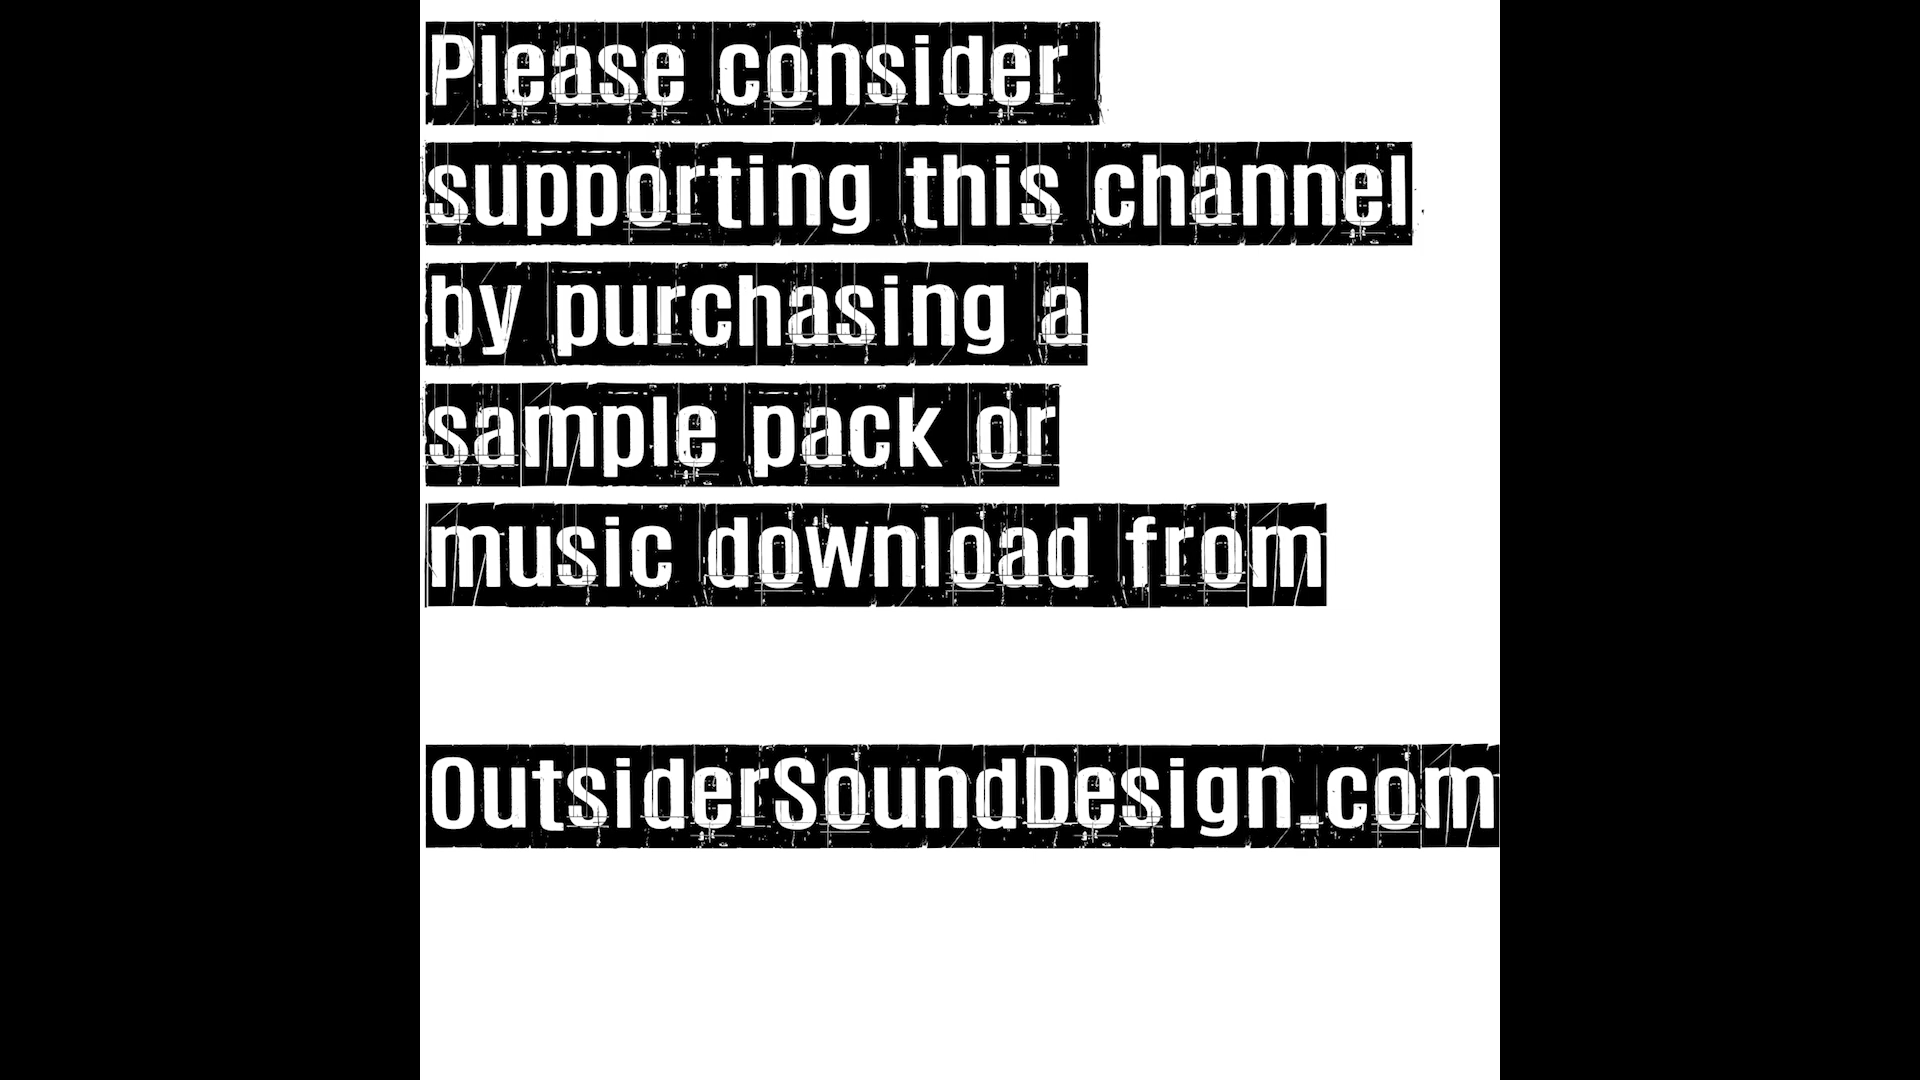 Please consider
supporting this channel
by purchasing a
sample pack or
music download from
OutsiderSoundDesign.com